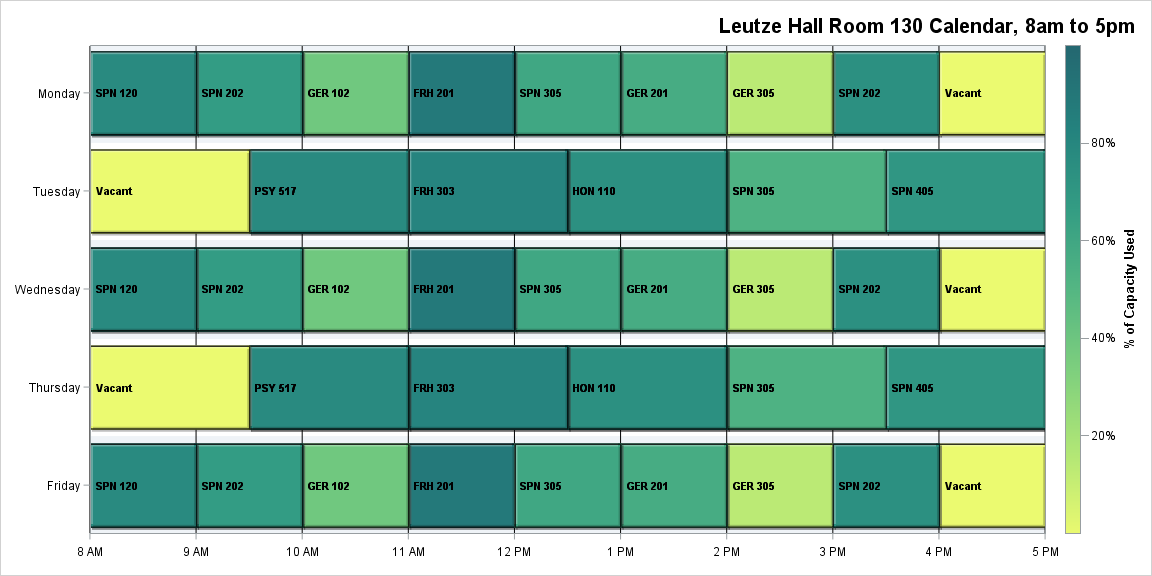 Leutze Hall Room 130 Calendar, 8am to 5pm
Monday SPN 120 SPN 202 GER 102 FRH 201 SPN 305 GER 201 GER 305 SPN 202 Vacant
Tuesday Vacant PSY 517 FRH 303 HON 110 SPN 305 SPN 405
Wednesday SPN 120 SPN 202 GER 102 FRH 201 SPN 305 GER 201 GER 305 SPN 202 Vacant
Thursday Vacant PSY 517 FRH 303 HON 110 SPN 305 SPN 405
Friday SPN 120 SPN 202 GER 102 FRH 201 SPN 305 GER 201 GER 305 SPN 202 Vacant
8 AM 9 AM 10 AM 11 AM 12 PM 1 PM 2 PM 3 PM 4 PM 5 PM
80%
60%
40%
20%
% of Capacity Used